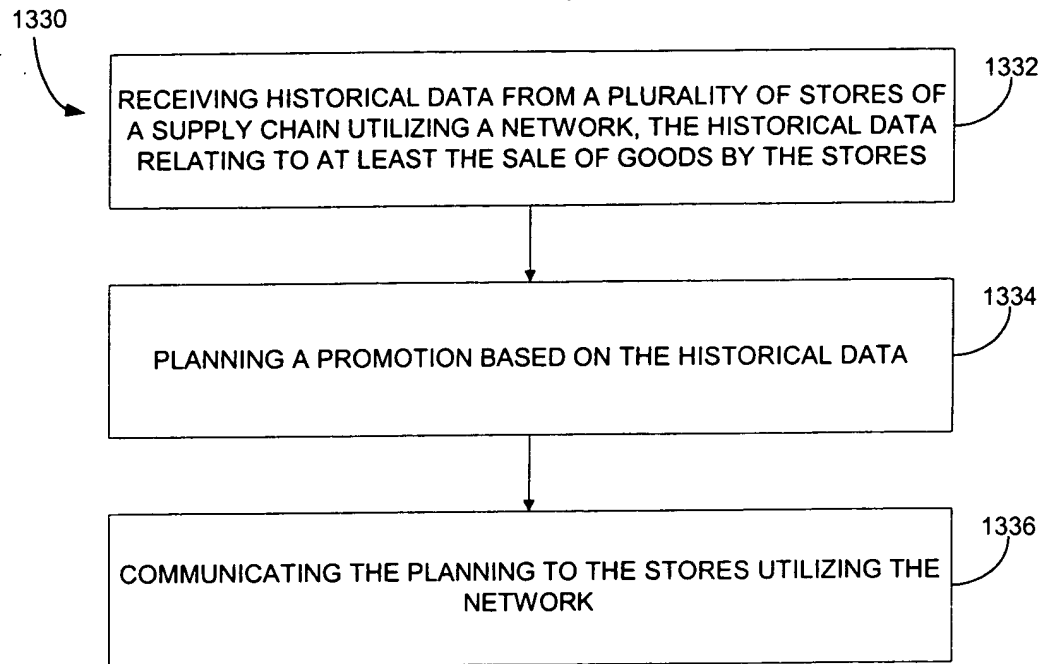 1330
1332
RECEIVING HISTORICAL DATA FROM A PLURALITY OF STORES OF
A SUPPLY CHAIN UTILIZING A NETWORK, THE HISTORICAL DATA
RELATING TO AT LEAST THE SALE OF GOODS BY THE STORES
1334
PLANNING A PROMOTION BASED ON THE HISTORICAL DATA
1336
COMMUNICATING THE PLANNING TO THE STORES UTILIZING THE
NETWORK